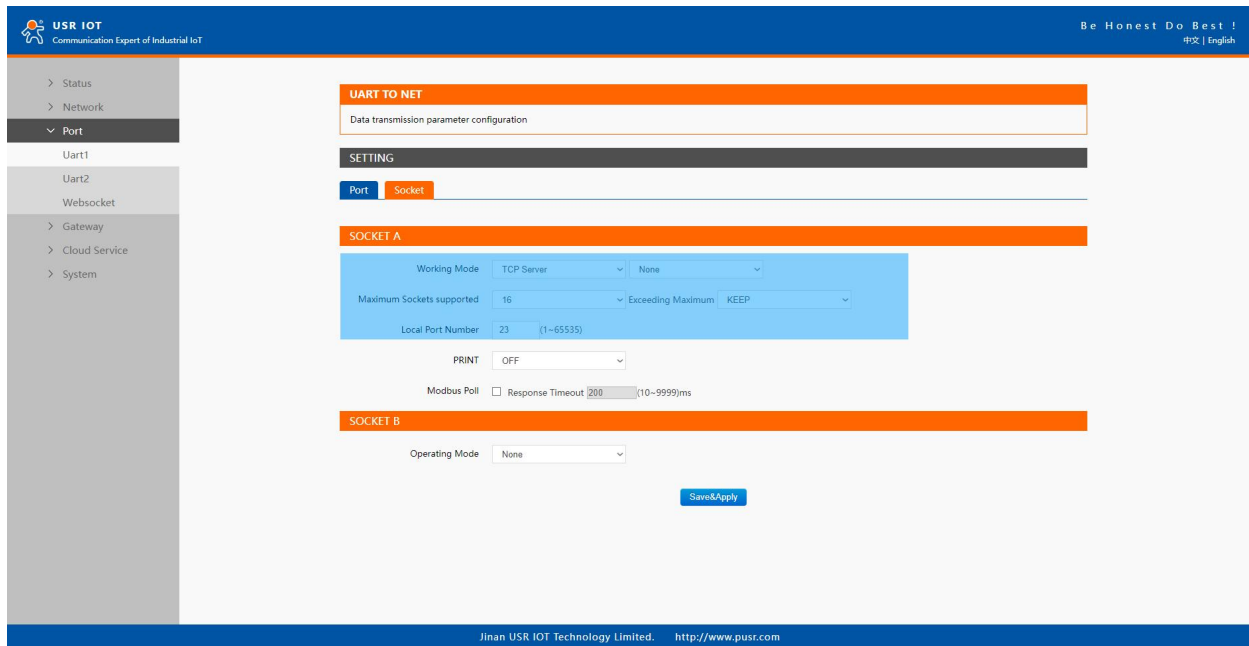 USR IOT
Communication Expert of Industrial IoT
Be Honest Do Best !
中文 | English
Status
Network
Port
Uart1
Uart2
Websocket
Gateway
Cloud Service
System
UART TO NET
Data transmission parameter configuration
SETTING
Port Socket
SOCKET A
Working Mode TCP Server None
Maximum Sockets supported 16 Exceeding Maximum KEEP
Local Port Number 23 (1~65535)
PRINT OFF
Modbus Poll Response Timeout 200 (10~9999)ms
SOCKET B
Operating Mode None
Save&Apply
Jinan USR IOT Technology Limited. http://www.pusr.com